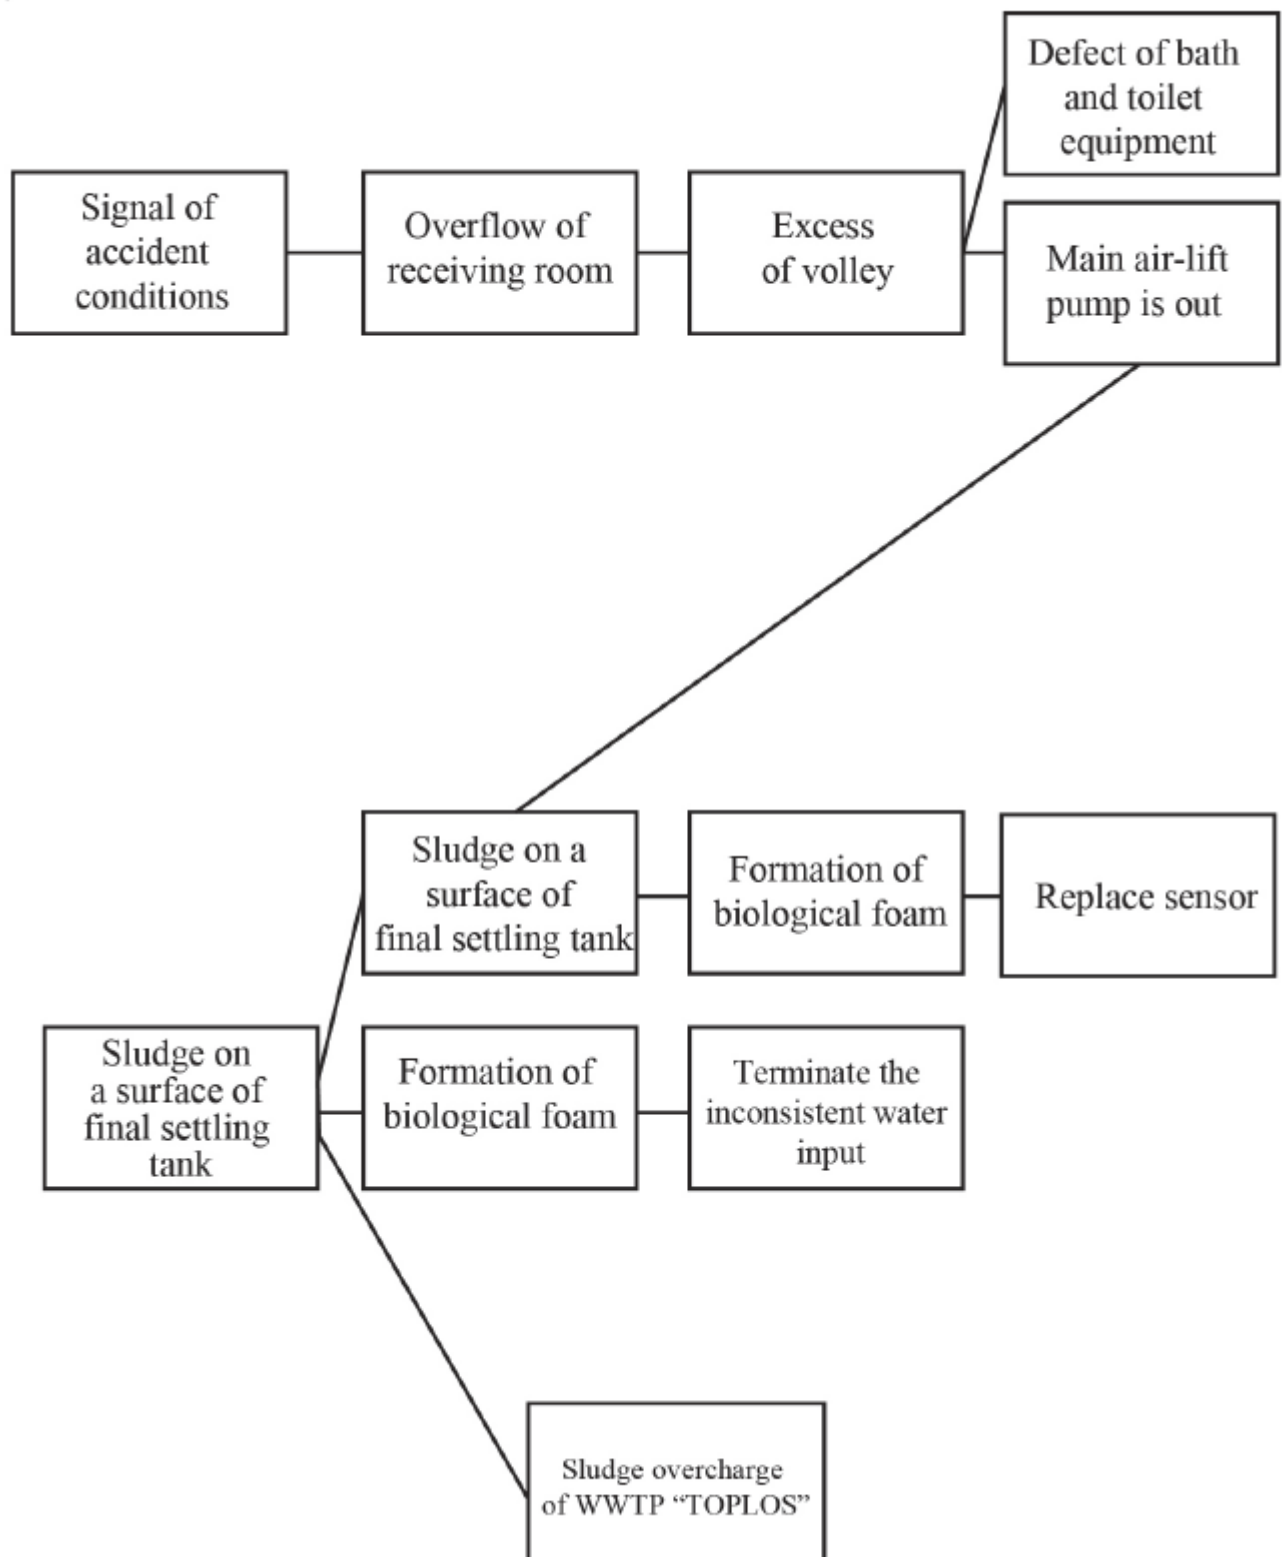 Defect of bath
and toilet
equipment
Signal of
accident
conditions
Overflow of
receiving room
Excess
of volley
Main air-lift
pump is out
Sludge on a
surface of
final settling tank
Formation of
biological foam
Replace sensor
Sludge on
a surface of
final settling
tank
Formation of
biological foam
Terminate the
inconsistent water
input
Sludge overcharge
of WWTP “TOPLOS”